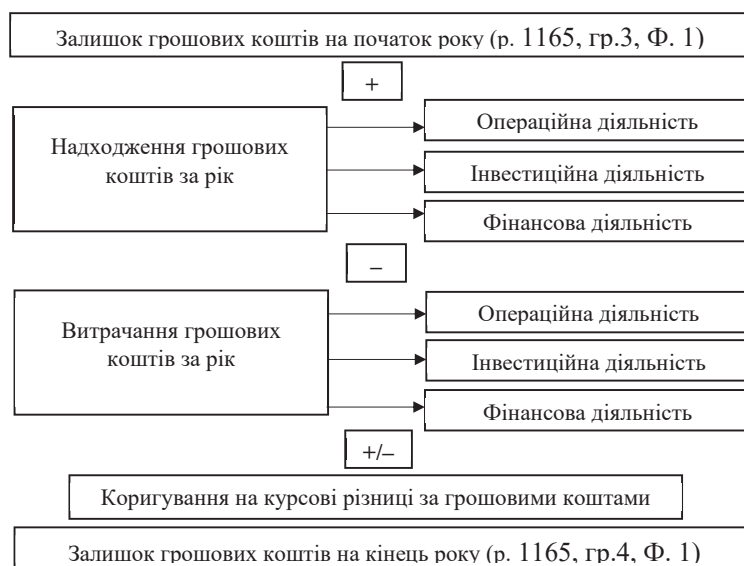 Залишок грошових коштів на початок року (р. 1165, гр.3, Ф. 1)
+
Надходження грошових
коштів за рік
Операційна діяльність
Інвестиційна діяльність
Фінансова діяльність
–
Витрачання грошових
коштів за рік
Операційна діяльність
Інвестиційна діяльність
Фінансова діяльність
+/–
Коригування на курсові різниці за грошовими коштами
Залишок грошових коштів на кінець року (р. 1165, гр.4, Ф. 1)